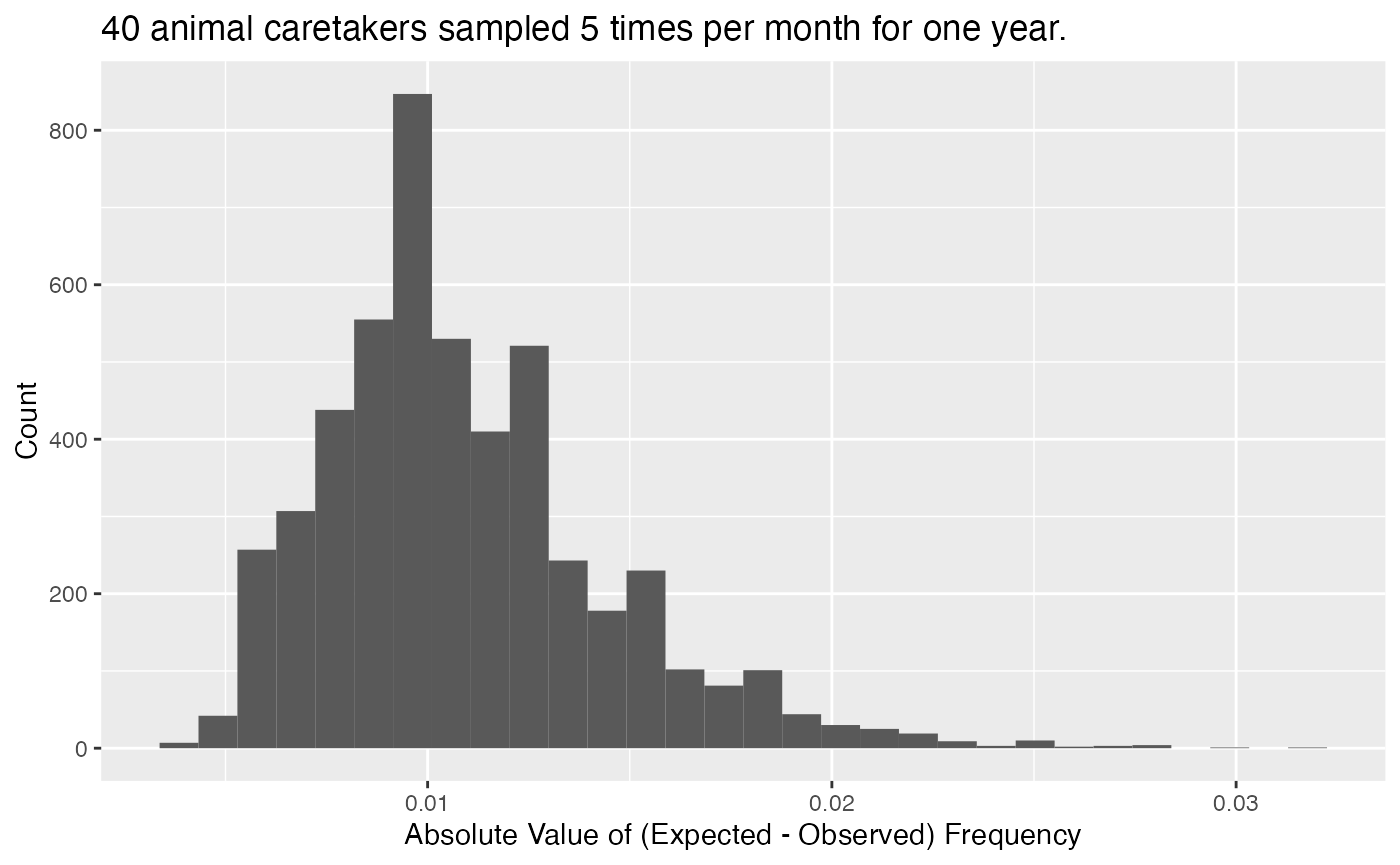 40 animal caretakers sampled 5 times per month for one year.
800
600
400
200
0
Count
0.01 0.02 0.03
Absolute Value of (Expected - Observed) Frequency